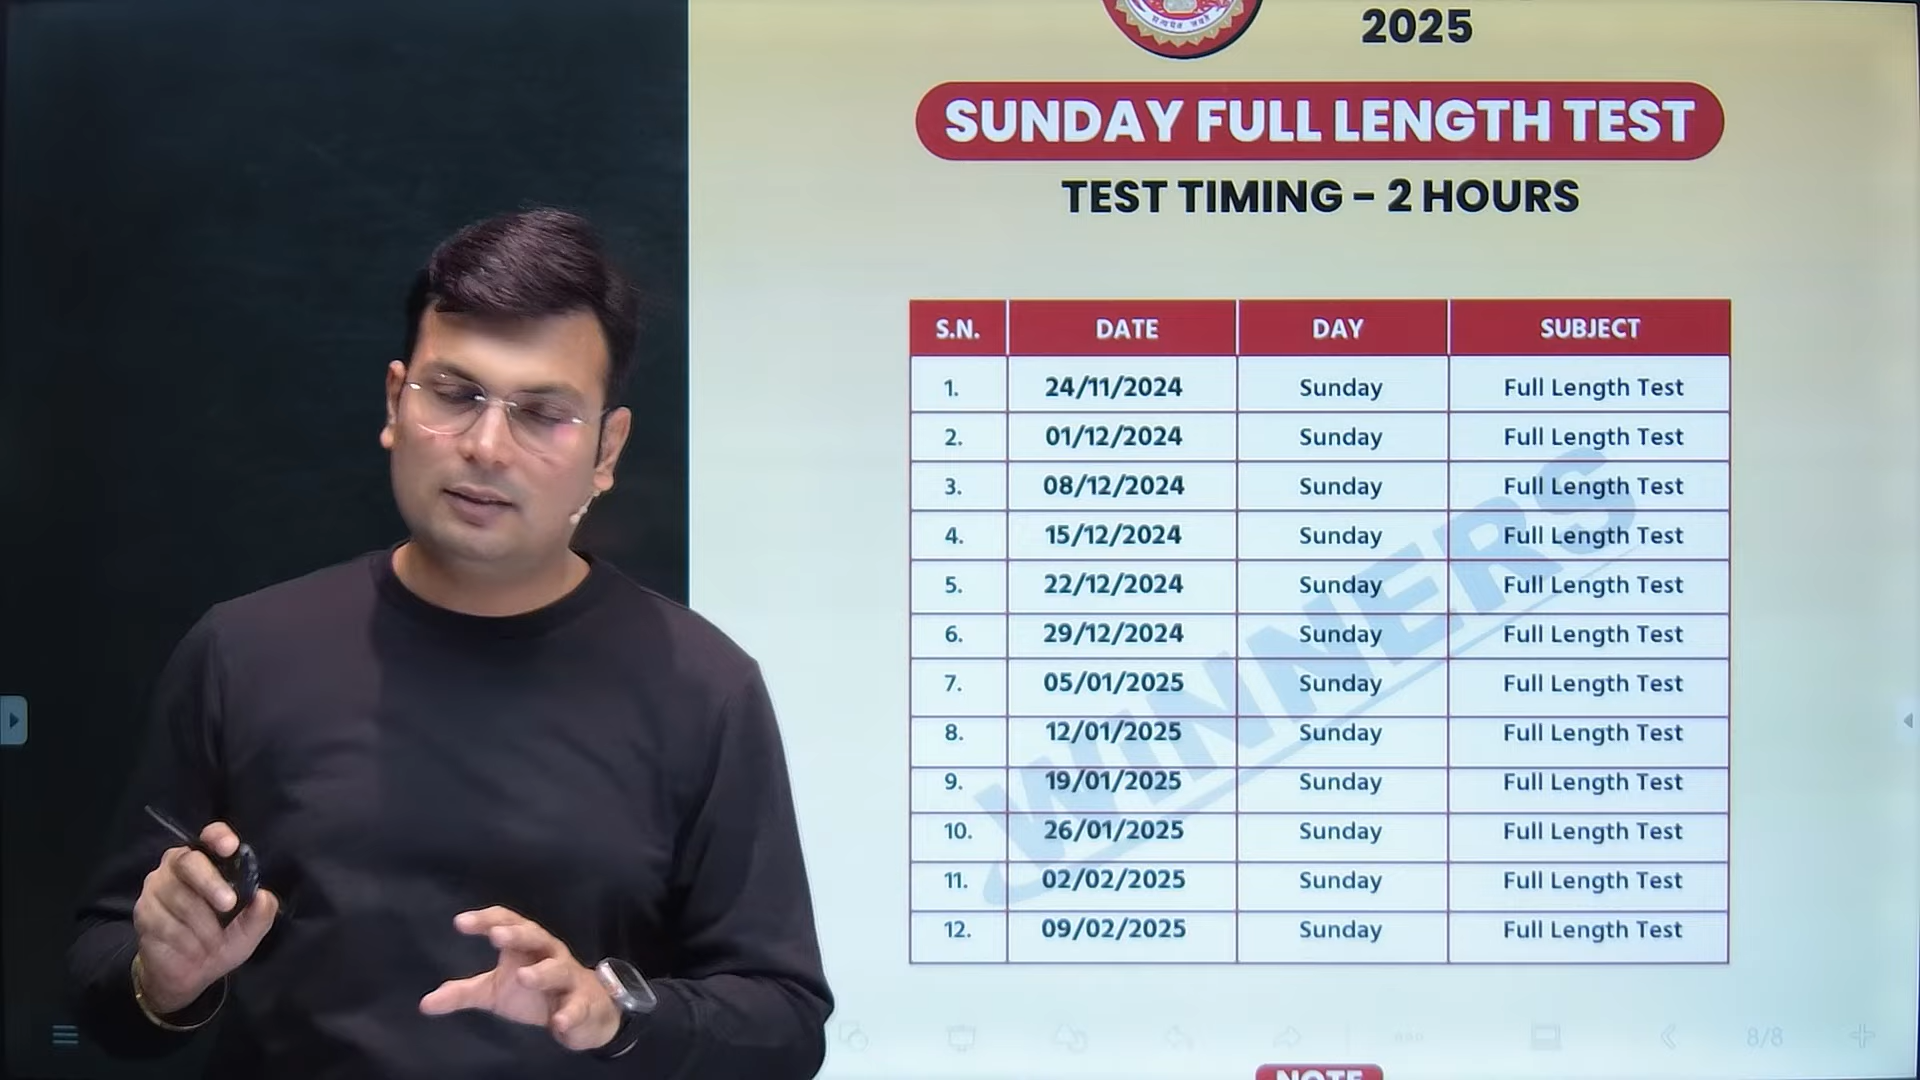 सत्यमेव जयते
2025
SUNDAY FULL LENGTH TEST
TEST TIMING - 2 HOURS
S.N. DATE DAY SUBJECT
1. 24/11/2024 Sunday Full Length Test
2. 01/12/2024 Sunday Full Length Test
3. 08/12/2024 Sunday Full Length Test
4. 15/12/2024 Sunday Full Length Test
5. 22/12/2024 Sunday Full Length Test
6. 29/12/2024 Sunday Full Length Test
7. 05/01/2025 Sunday Full Length Test
8. 12/01/2025 Sunday Full Length Test
9. 19/01/2025 Sunday Full Length Test
10. 26/01/2025 Sunday Full Length Test
11. 02/02/2025 Sunday Full Length Test
12. 09/02/2025 Sunday Full Length Test
WINNERS
8/8
NOTE